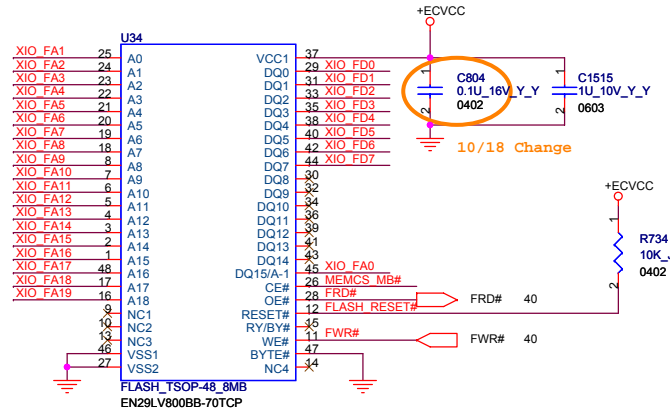 +ECVCC
U34
XIO_FA1 25 A0 VCC1 37
XIO_FA2 24 A1 DQ0 29 XIO_FD0
XIO_FA3 23 A2 DQ1 31 XIO_FD1
XIO_FA4 22 A3 DQ2 33 XIO_FD2
XIO_FA5 21 A4 DQ3 35 XIO_FD3
XIO_FA6 20 A5 DQ4 38 XIO_FD4
XIO_FA7 19 A6 DQ5 40 XIO_FD5
XIO_FA8 18 A7 DQ6 42 XIO_FD6
XIO_FA9 8 A8 DQ7 44 XIO_FD7
XIO_FA10 7 A9 DQ8 30
XIO_FA11 6 A10 DQ9 32
XIO_FA12 5 A11 DQ10 34
XIO_FA13 4 A12 DQ11 36
XIO_FA14 3 A13 DQ12 39
XIO_FA15 2 A14 DQ13 41
XIO_FA16 1 A15 DQ14 43
XIO_FA17 48 A16 DQ15/A-1 45 XIO_FA0
XIO_FA18 17 A17 CE# 26 MEMCS_MB#
XIO_FA19 16 A18 OE# 28 FRD#
9 NC1 RESET# 12 FLASH_RESET#
10 NC2 RY/BY# 15
13 NC3 WE# 11 FWR#
46 VSS1 BYTE# 47
27 VSS2 NC4 14
FLASH_TSOP-48_8MB
EN29LV800BB-70TCP
1
C804
0.1U_16V_Y_Y
0402
2
1
C1515
1U_10V_Y_Y
0603
2
10/18 Change
+ECVCC
1
R734
10K_
0402
2
FRD# 40
FWR# 40